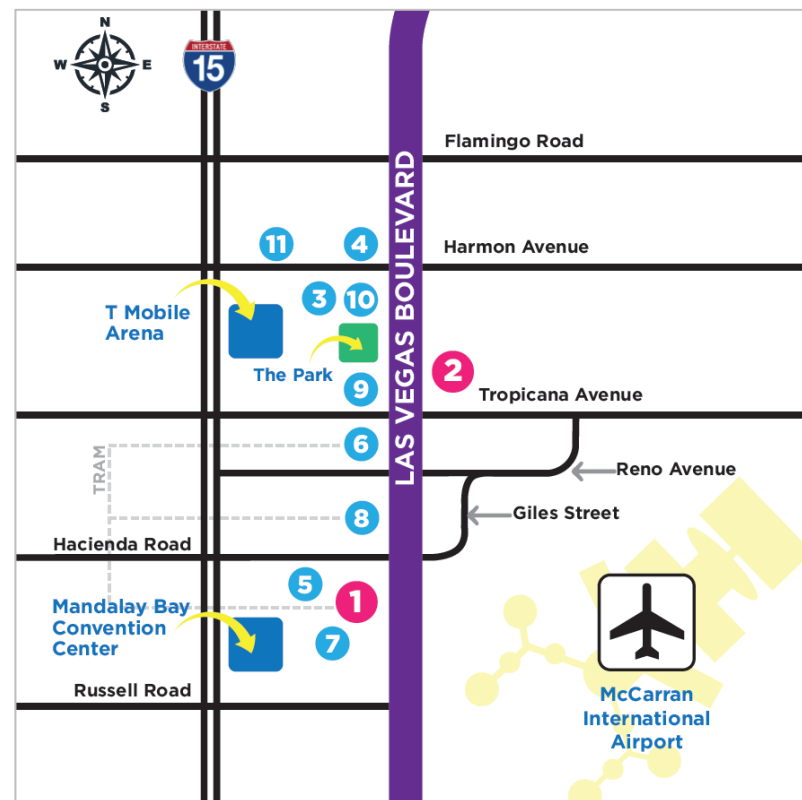 N
W E
S
INTERSTATE
15
Flamingo Road
LAS VEGAS BOULEVARD
11
4
Harmon Avenue
3
10
T Mobile
Arena
The Park
2
9
Tropicana Avenue
6
TRAM
Reno Avenue
8
Giles Street
Hacienda Road
5
1
Mandalay Bay
Convention
Center
7
Russell Road
McCarran
International
Airport